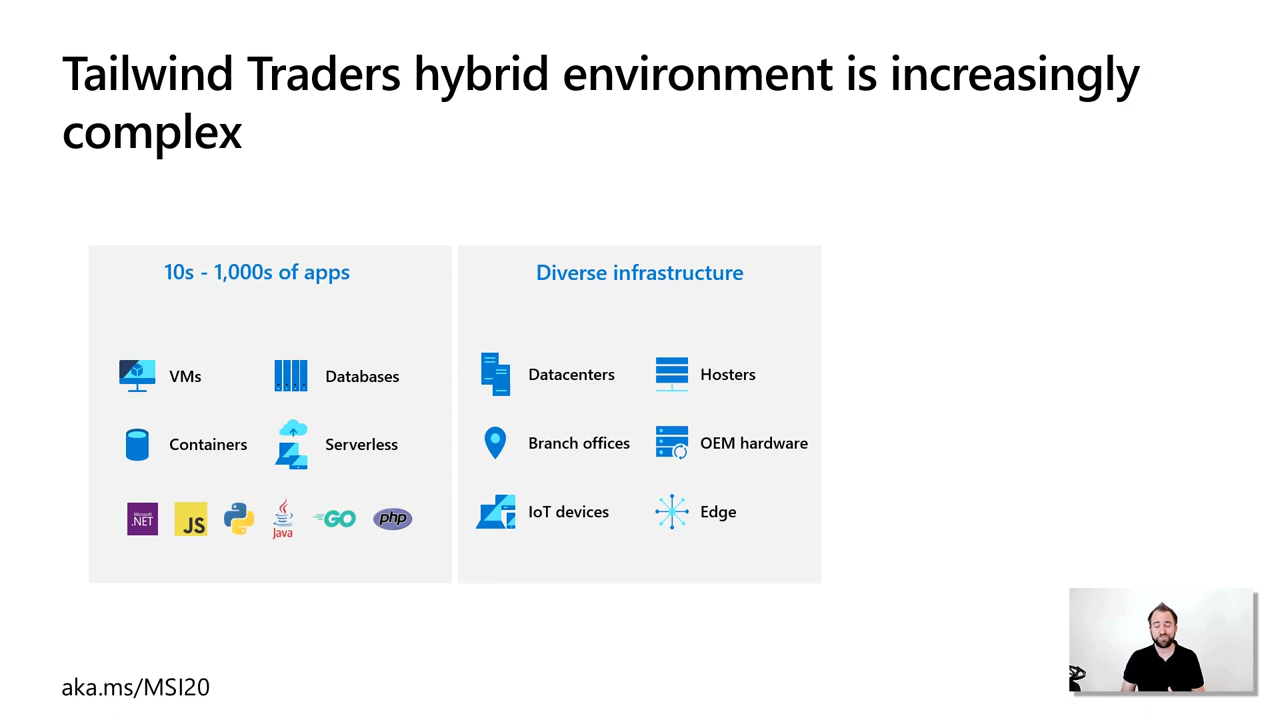 Tailwind Traders hybrid environment is increasingly
complex
10s - 1,000s of apps
VMs
Databases
Containers
Serverless
Microsoft
.NET
JS
Java
GO
php
Diverse infrastructure
Datacenters
Hosters
Branch offices
OEM hardware
IoT devices
Edge
aka.ms/MSI20